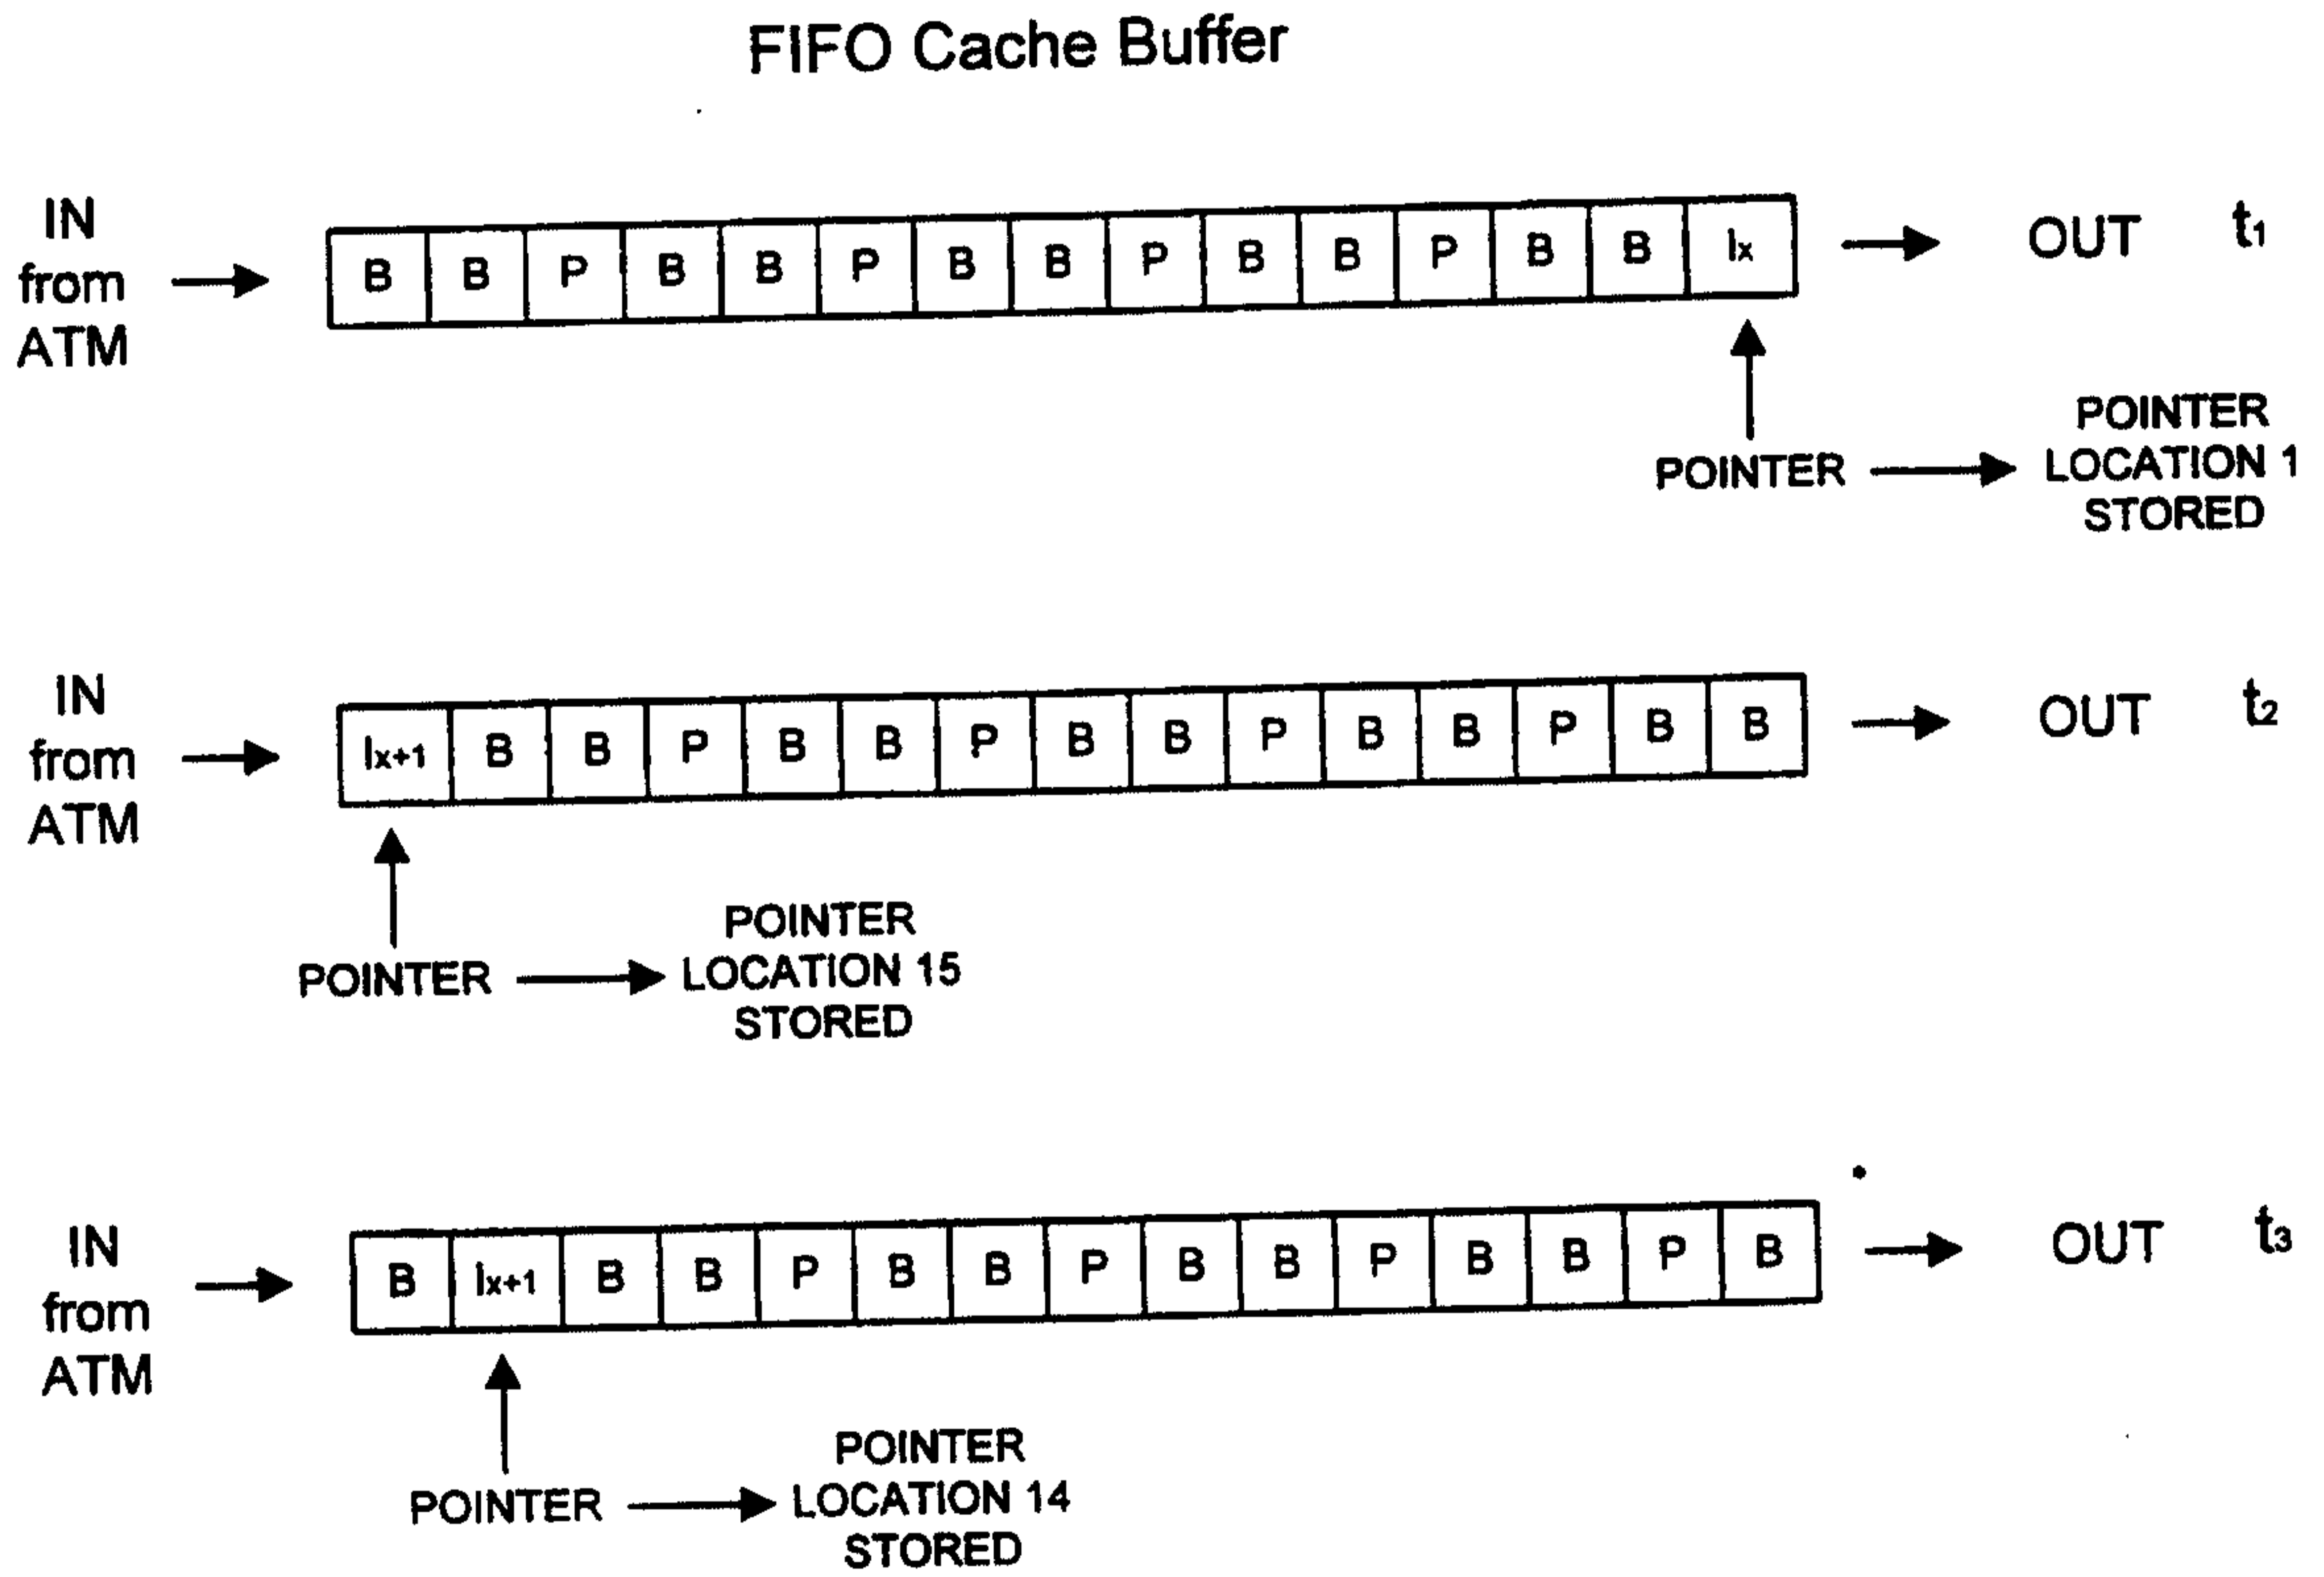 FIFO Cache Buffer
IN
from
ATM
B B P B B P B B P B B P B B Ix
OUT t1
POINTER
POINTER
LOCATION 1
STORED
IN
from
ATM
Ix+1 B B P B B P B B P B B P B B
OUT t2
POINTER
POINTER
LOCATION 15
STORED
IN
from
ATM
B Ix+1 B B P B B P B B P B B P B
OUT t3
POINTER
POINTER
LOCATION 14
STORED